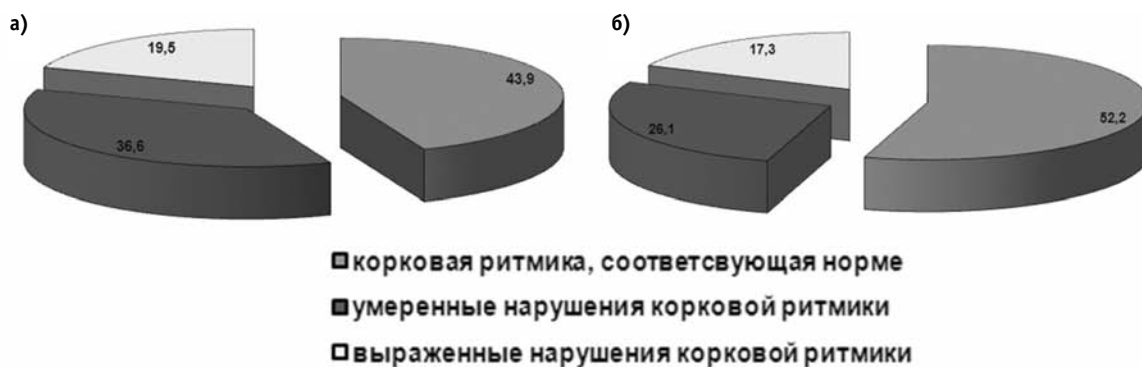 а)
19,5
43,9
36,6
б)
17,3
52,2
26,1
корковая ритмика, соответсвующая норме
умеренные нарушения корковой ритмики
выраженные нарушения корковой ритмики